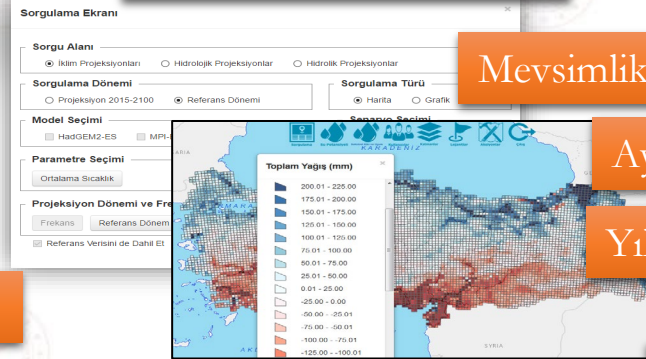 Sorgulama Ekranı
Sorgu Alanı
İklim Projeksiyonları Hidrolojik Projeksiyonlar Hidrolik Projeksiyonlar
Sorgulama Dönemi
Projeksiyon 2015-2100 Referans Dönemi
Sorgulama Türü
Harita Grafik
Model Seçimi
HadGEM2-ES
Senaryo Seçimi
Parametre Seçimi
Ortalama Sıcaklık
Projeksiyon Dönemi ve Fre
Frekans Referans Dönem
Referans Verisini de Dahil Et
KARADENİZ
Toplam Yağış (mm)
200.01 - 225.00
175.01 - 200.00
150.01 - 175.00
125.01 - 150.00
100.01 - 125.00
75.01 - 100.00
50.01 - 75.00
25.01 - 50.00
0.01 - 25.00
-25.00 - 0.00
-50.00 - -25.01
-75.00 - -50.01
-100.00 - -75.01
-125.00 - -100.01
SYRIA
Mevsimlik
Ay
Yıl